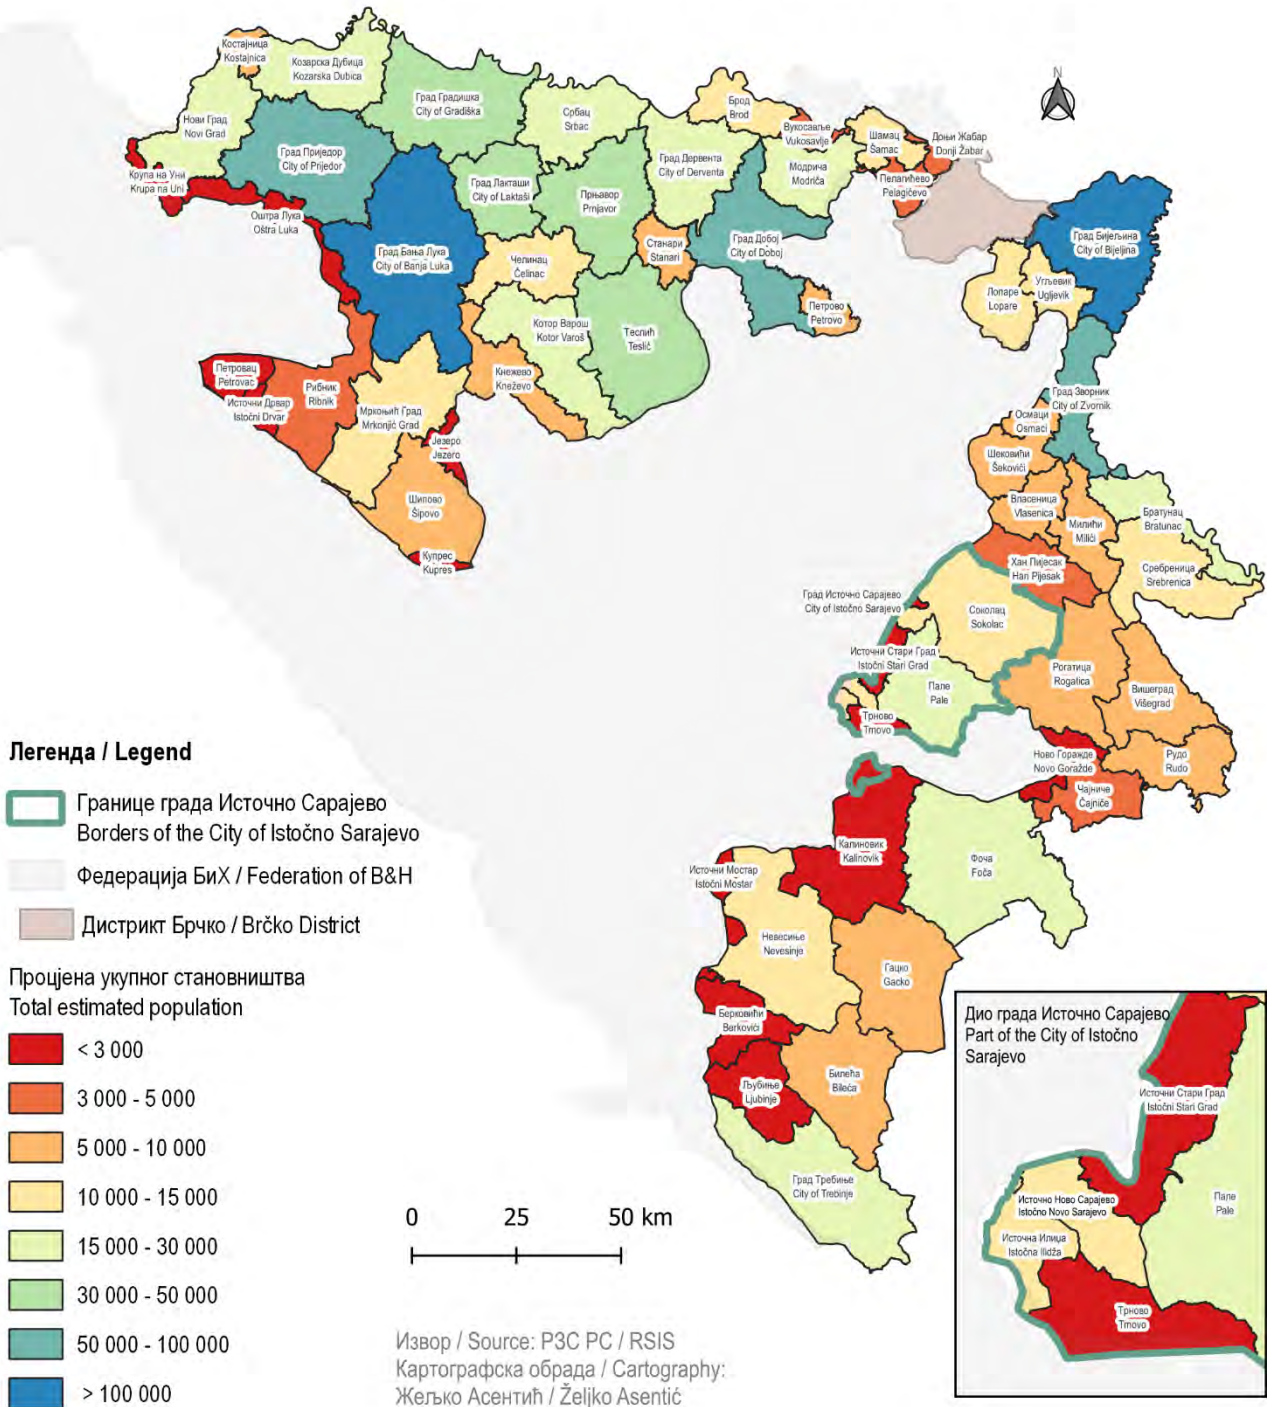 Костајница
Kostajnica
Козарска Дубица
Kozarska Dubica
Нови Град
Novi Grad
Град Градишка
City of Gradiška
Србац
Srbac
Брод
Brod
Вукосавље
Vukosavlje
Шамац
Šamac
Доњи Жабар
Donji Žabar
N
Град Приједор
City of Prijedor
Крупа на Уни
Krupa na Uni
Оштра Лука
Oštra Luka
Град Лакташи
City of Laktaši
Прњавор
Prnjavor
Град Дервента
City of Derventa
Модрича
Modriča
Пелагићево
Pelagićevo
Град Бања Лука
City of Banja Luka
Челинац
Čelinac
Станари
Stanari
Град Добој
City of Doboj
Град Бијељина
City of Bijeljina
Лопаре
Lopare
Угљевик
Ugljevik
Петрово
Petrovo
Котор Варош
Kotor Varoš
Теслић
Teslić
Петровац
Petrovac
Источни Дрвар
Istočni Drvar
Рибник
Ribnik
Мркоњић Град
Mrkonjić Grad
Кнежево
Kneževo
Језеро
Jezero
Шипово
Šipovo
Купрес
Kupres
Град Зворник
City of Zvornik
Осмаци
Osmaci
Шековићи
Šekovići
Власеница
Vlasenica
Милићи
Milići
Братунац
Bratunac
Сребреница
Srebrenica
Хан Пијесак
Han Pijesak
Град Источно Сарајево
City of Istočno Sarajevo
Соколац
Sokolac
Источни Стари Град
Istočni Stari Grad
Пале
Pale
Трново
Trnovo
Рогатица
Rogatica
Вишеград
Višegrad
Ново Горажде
Novo Goražde
Рудо
Rudo
Чајниче
Čajniče
Калиновик
Kalinovik
Фоча
Foča
Источни Мостар
Istočni Mostar
Невесиње
Nevesinje
Гацко
Gacko
Берковићи
Berkovići
Љубиње
Ljubinje
Билећа
Bileća
Град Требиње
City of Trebinje
Легенда / Legend
Границе града Источно Сарајево
Borders of the City of Istočno Sarajevo
Федерација БиХ / Federation of B&H
Дистрикт Брчко / Brčko District
Процјена укупног становништва
Total estimated population
< 3 000
3 000 - 5 000
5 000 - 10 000
10 000 - 15 000
15 000 - 30 000
30 000 - 50 000
50 000 - 100 000
> 100 000
0 25 50 km
Извор / Source: РЗС РС / RSIS
Картографска обрада / Cartography:
Жељко Асентић / Željko Asentić
Дио града Источно Сарајево
Part of the City of Istočno
Sarajevo
Источни Стари Град
Istočni Stari Grad
Источно Ново Сарајево
Istočno Novo Sarajevo
Источна Илиџа
Istočna Ilidža
Пале
Pale
Трново
Trnovo